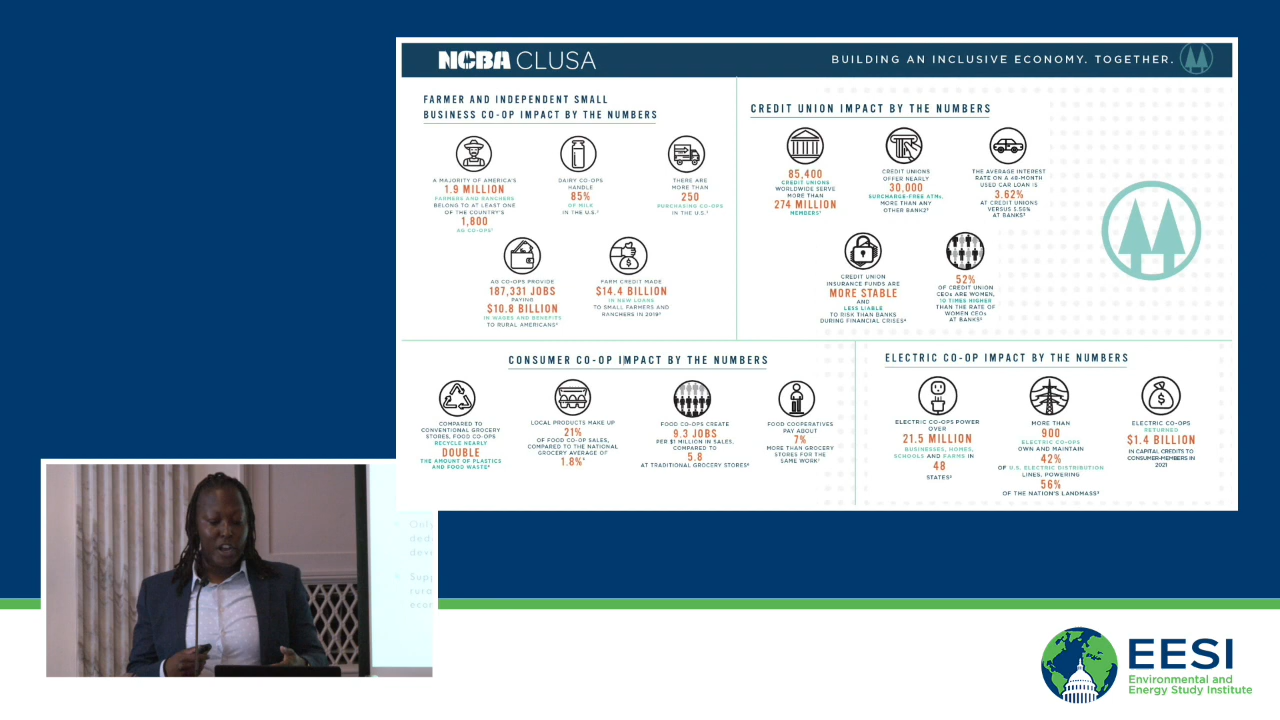 NCBA CLUSA
BUILDING AN INCLUSIVE ECONOMY. TOGETHER.
FARMER AND INDEPENDENT SMALL
BUSINESS CO-OP IMPACT BY THE NUMBERS
A MAJORITY OF AMERICA'S
1.9 MILLION
FARMERS AND RANCHERS
BELONG TO AT LEAST ONE
OF THE COUNTRY'S
1,800
AG CO-OPS
DAIRY CO-OPS
HANDLE
85%
OF MILK
IN THE U.S.
THERE ARE
MORE THAN
250
PURCHASING CO-OPS
IN THE U.S.
AG CO-OPS PROVIDE
187,331 JOBS
PAYING
$10.8 BILLION
IN WAGES AND BENEFITS
TO RURAL AMERICANS
FARM CREDIT MADE
$14.4 BILLION
IN NEW LOANS
TO SMALL FARMERS AND
RANCHERS IN 2019
CREDIT UNION IMPACT BY THE NUMBERS
85,400
CREDIT UNIONS
WORLDWIDE SERVE
MORE THAN
274 MILLION
MEMBERS
CREDIT UNIONS
OFFER NEARLY
30,000
SURCHARGE-FREE ATMs,
MORE THAN ANY
OTHER BANK
THE AVERAGE INTEREST
RATE ON A 48-MONTH
USED CAR LOAN IS
3.62%
AT CREDIT UNIONS
VERSUS 5.55%
AT BANKS
CREDIT UNION
INSURANCE FUNDS ARE
MORE STABLE
AND
LESS LIABLE
TO RISK THAN BANKS
DURING FINANCIAL CRISES
52%
OF CREDIT UNION
CEOs ARE WOMEN,
10 TIMES HIGHER
THAN THE RATE OF
WOMEN CEOs
AT BANKS
CONSUMER CO-OP IMPACT BY THE NUMBERS
COMPARED TO
CONVENTIONAL GROCERY
STORES, FOOD CO-OPS
RECYCLE NEARLY
DOUBLE
THE AMOUNT OF PLASTICS
AND FOOD WASTE
LOCAL PRODUCTS MAKE UP
21%
OF FOOD CO-OP SALES,
COMPARED TO THE NATIONAL
GROCERY AVERAGE OF
1.8%
FOOD CO-OPS CREATE
9.3 JOBS
PER $1 MILLION IN SALES,
COMPARED TO
5.8
AT TRADITIONAL GROCERY STORES
FOOD COOPERATIVES
PAY ABOUT
7%
MORE THAN GROCERY
STORES FOR THE
SAME WORK
ELECTRIC CO-OP IMPACT BY THE NUMBERS
ELECTRIC CO-OPS POWER
OVER
21.5 MILLION
BUSINESSES, HOMES,
SCHOOLS AND FARMS IN
48
STATES
MORE THAN
900
ELECTRIC CO-OPS
OWN AND MAINTAIN
42%
OF U.S. ELECTRIC DISTRIBUTION
LINES, POWERING
56%
OF THE NATION'S LANDMASS
ELECTRIC CO-OPS
RETURNED
$1.4 BILLION
IN CAPITAL CREDITS TO
CONSUMER-MEMBERS IN
2021
Only
EESI
Environmental and
Energy Study Institute